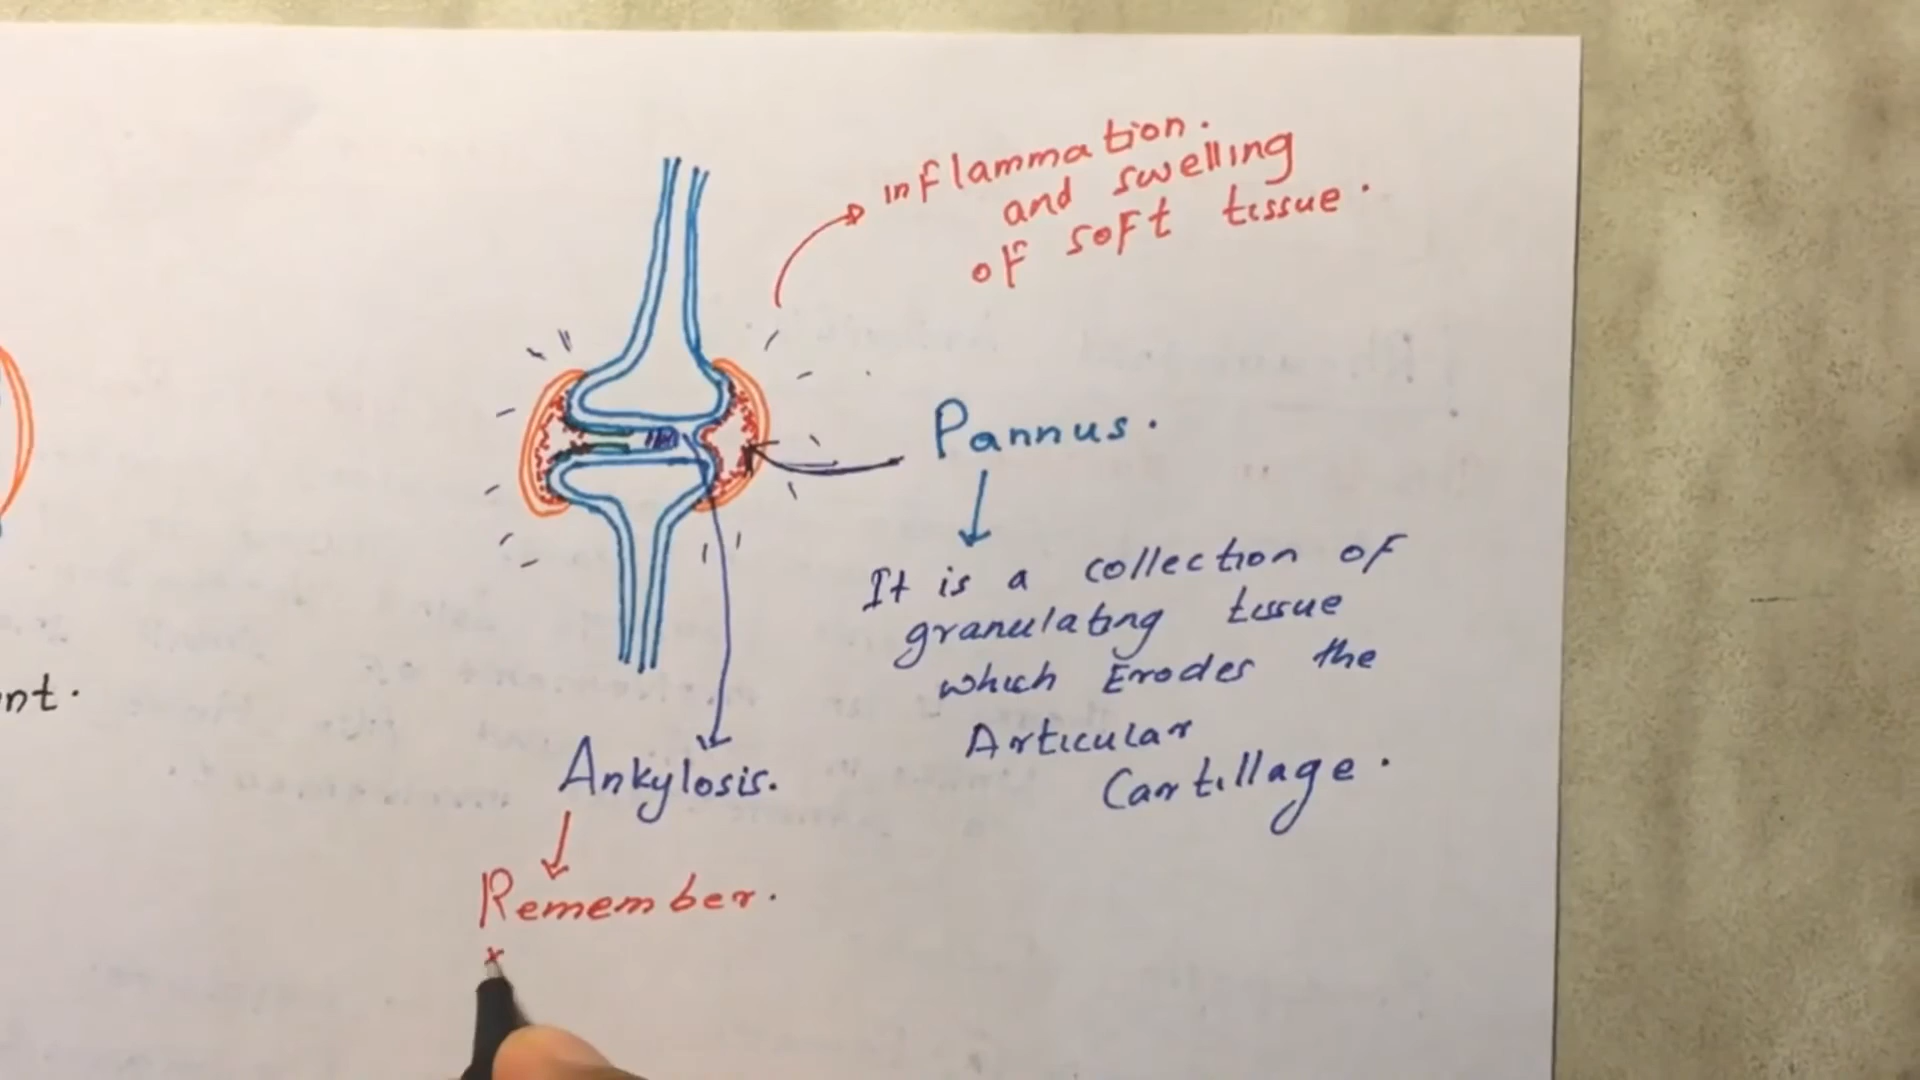 inflammation.
and swelling
of soft tissue.
Pannus.
It is a collection of
granulating tissue
which Erodes the
Articular
Cartillage.
nt.
Ankylosis.
Remember.